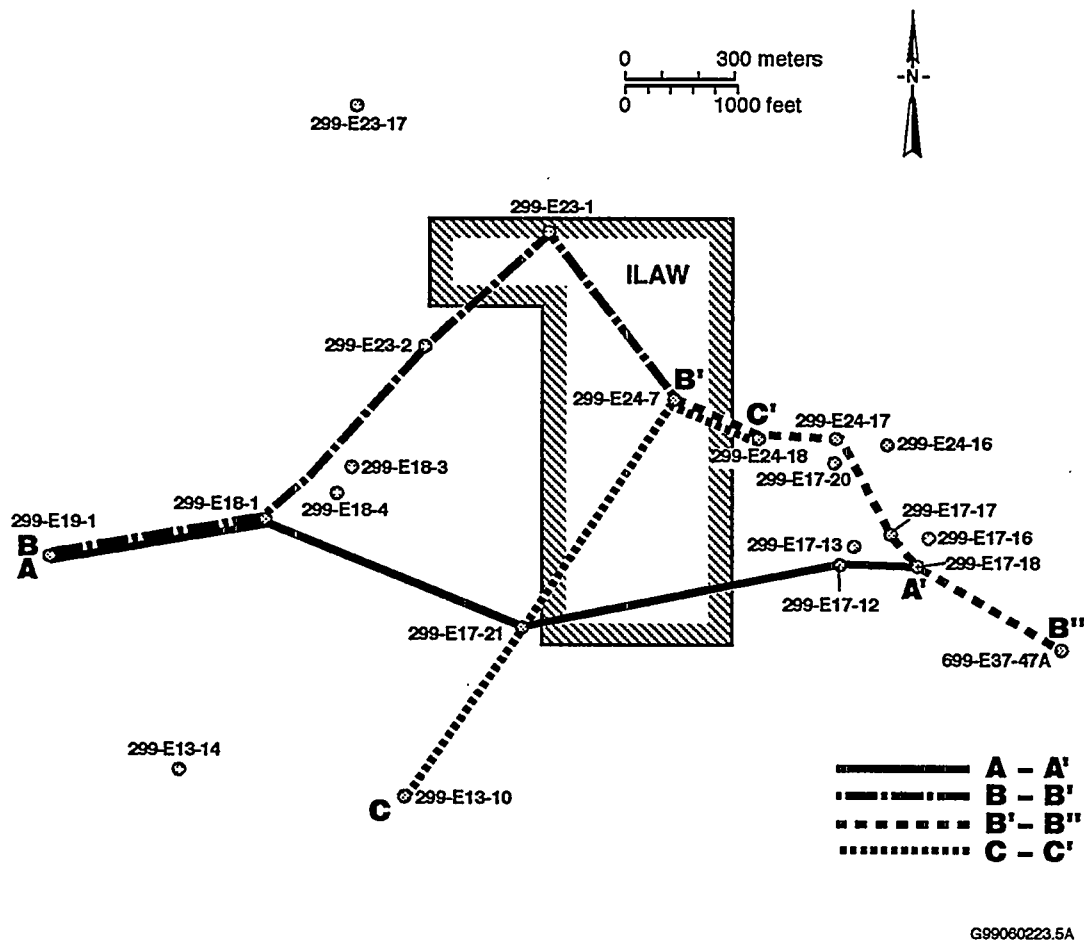 0 300 meters
0 1000 feet
-N-
299-E23-17
299-E23-1
ILAW
299-E23-2
B'
299-E24-7
C'
299-E24-17
299-E24-16
299-E24-18
299-E17-20
299-E18-3
299-E18-1
299-E18-4
299-E19-1
B
A
299-E17-17
299-E17-13
299-E17-16
299-E17-18
A'
299-E17-12
299-E17-21
B"
699-E37-47A
299-E13-14
C
299-E13-10
A – A'
B – B'
B' – B"
C – C'
G99060223.5A